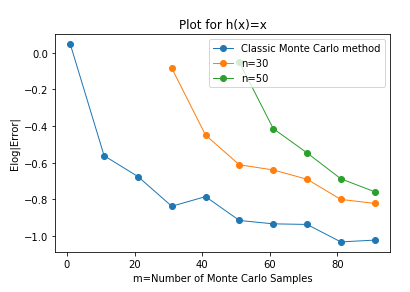 Plot for h(x)=x
Elog|Error|
0.0
−0.2
−0.4
−0.6
−0.8
−1.0
Classic Monte Carlo method
n=30
n=50
0
20
40
60
80
m=Number of Monte Carlo Samples